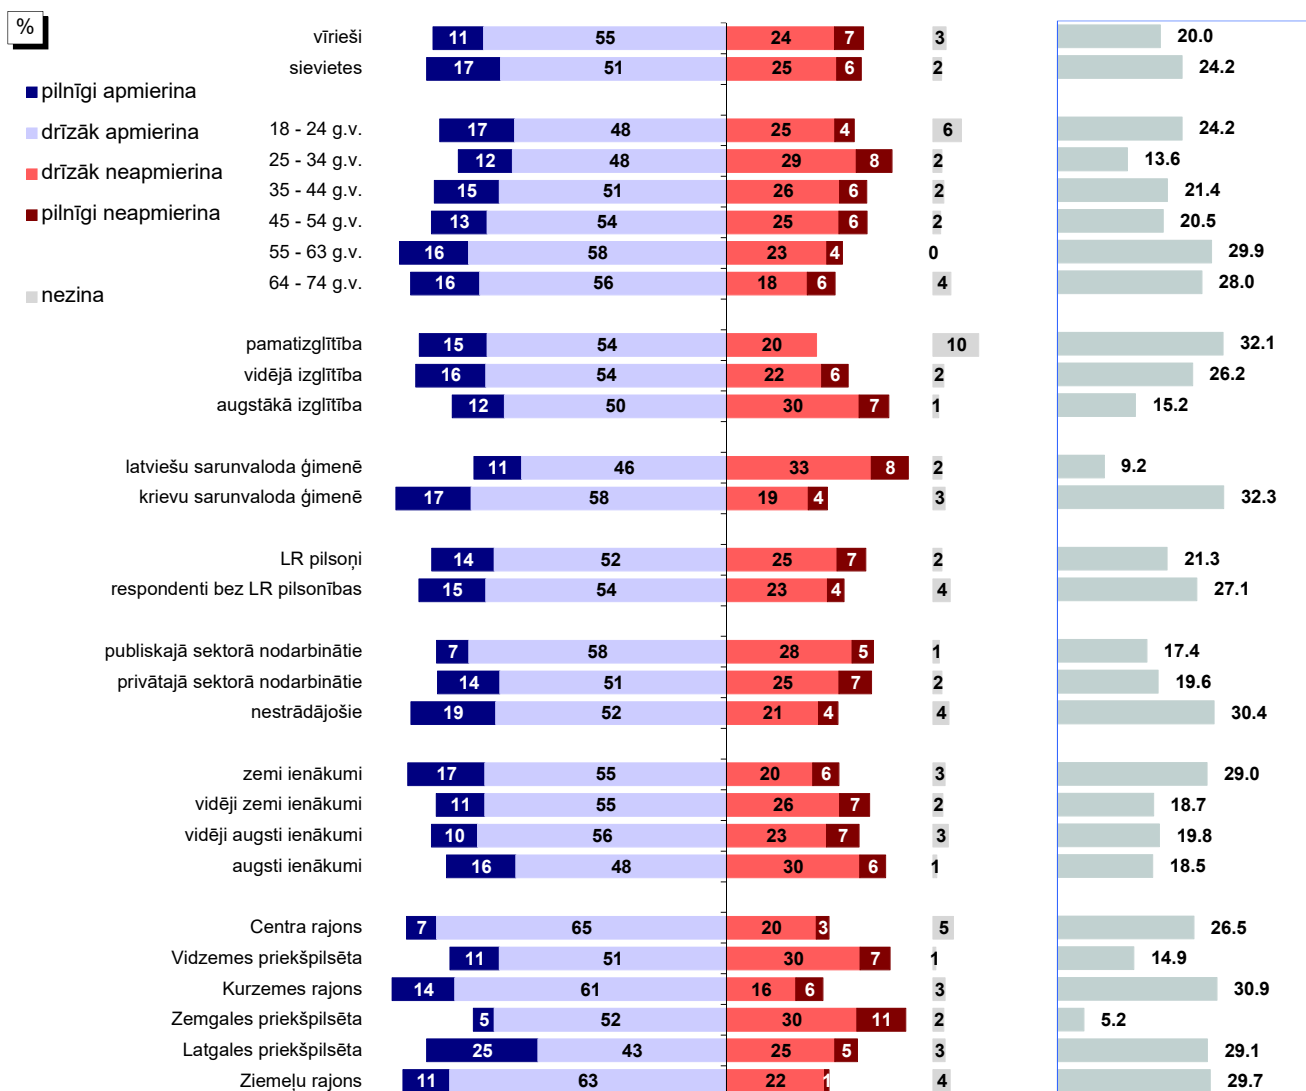 %
pilnīgi apmierina
drīzāk apmierina
drīzāk neapmierina
pilnīgi neapmierina
nezina
vīrieši 11 55 24 7 3 20.0
sievietes 17 51 25 6 2 24.2
18 - 24 g.v. 17 48 25 4 6 24.2
25 - 34 g.v. 12 48 29 8 2 13.6
35 - 44 g.v. 15 51 26 6 2 21.4
45 - 54 g.v. 13 54 25 6 2 20.5
55 - 63 g.v. 16 58 23 4 0 29.9
64 - 74 g.v. 16 56 18 6 4 28.0
pamatizglītība 15 54 20 10 32.1
vidējā izglītība 16 54 22 6 2 26.2
augstākā izglītība 12 50 30 7 1 15.2
latviešu sarunvaloda ģimenē 11 46 33 8 2 9.2
krievu sarunvaloda ģimenē 17 58 19 4 3 32.3
LR pilsoņi 14 52 25 7 2 21.3
respondenti bez LR pilsonības 15 54 23 4 4 27.1
publiskajā sektorā nodarbinātie 7 58 28 5 1 17.4
privātajā sektorā nodarbinātie 14 51 25 7 2 19.6
nestrādājošie 19 52 21 4 4 30.4
zemi ienākumi 17 55 20 6 3 29.0
vidēji zemi ienākumi 11 55 26 7 2 18.7
vidēji augsti ienākumi 10 56 23 7 3 19.8
augsti ienākumi 16 48 30 6 1 18.5
Centra rajons 7 65 20 3 5 26.5
Vidzemes priekšpilsēta 11 51 30 7 1 14.9
Kurzemes rajons 14 61 16 6 3 30.9
Zemgales priekšpilsēta 5 52 30 11 2 5.2
Latgales priekšpilsēta 25 43 25 5 3 29.1
Ziemeļu rajons 11 63 22 1 4 29.7